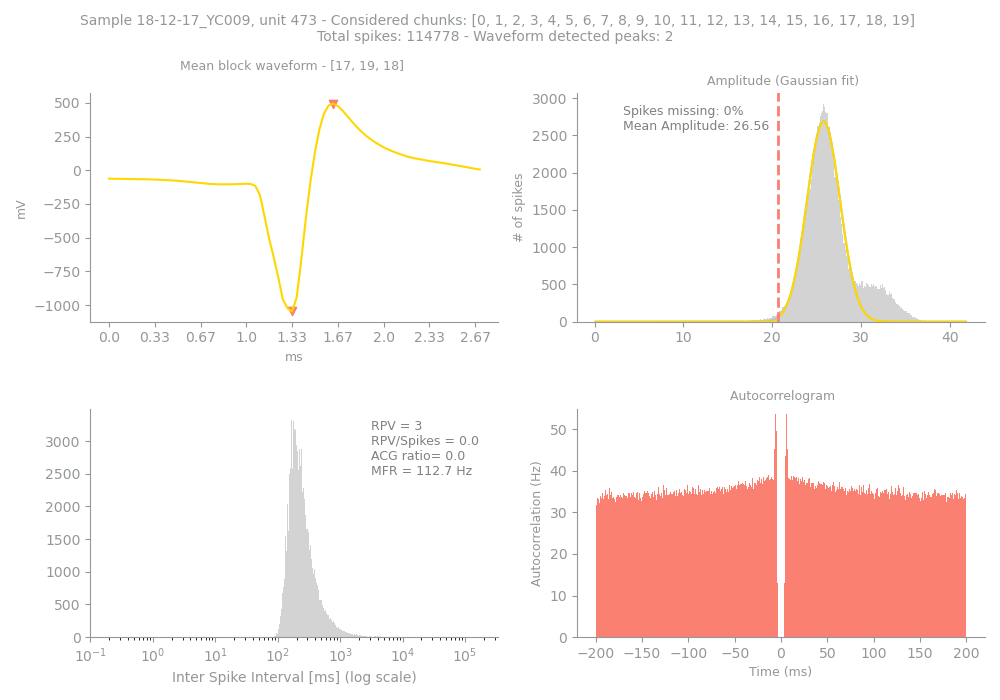 Sample 18-12-17_YC009, unit 473 - Considered chunks: [0, 1, 2, 3, 4, 5, 6, 7, 8, 9, 10, 11, 12, 13, 14, 15, 16, 17, 18, 19]
Total spikes: 114778 - Waveform detected peaks: 2
Mean block waveform - [17, 19, 18]
500
250
0
−250
−500
−750
−1000
mV
0.0 0.33 0.67 1.0 1.33 1.67 2.0 2.33 2.67
ms
Amplitude (Gaussian fit)
Spikes missing: 0%
Mean Amplitude: 26.56
3000
2500
2000
1500
1000
500
0
# of spikes
0 10 20 30 40
RPV = 3
RPV/Spikes = 0.0
ACG ratio= 0.0
MFR = 112.7 Hz
3000
2500
2000
1500
1000
500
0
10⁻¹ 10⁰ 10¹ 10² 10³ 10⁴ 10⁵
Inter Spike Interval [ms] (log scale)
Autocorrelogram
50
40
30
20
10
0
Autocorrelation (Hz)
−200 −150 −100 −50 0 50 100 150 200
Time (ms)